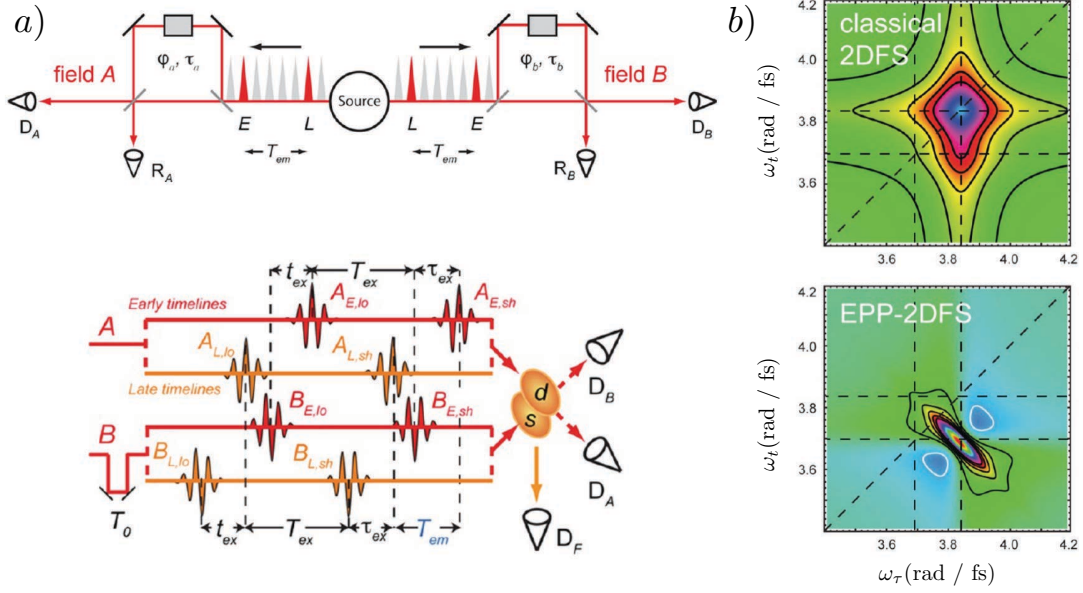 a)
φa, τa
field A
DA
RA
E
L
Tem
Source
φb, τb
field B
L
E
Tem
RB
DB
tex
Tex
τex
Early timelines
A
AE,lo
AE,sh
AL,lo
AL,sh
Late timelines
BE,lo
BE,sh
B
BL,lo
BL,sh
T0
tex
Tex
τex
Tem
d
s
DB
DA
DF
b)
classical
2DFS
ωt(rad / fs)
4.2
4.0
3.8
3.6
3.6
3.8
4.0
4.2
EPP-2DFS
ωt(rad / fs)
4.2
4.0
3.8
3.6
3.6
3.8
4.0
4.2
ωτ(rad / fs)